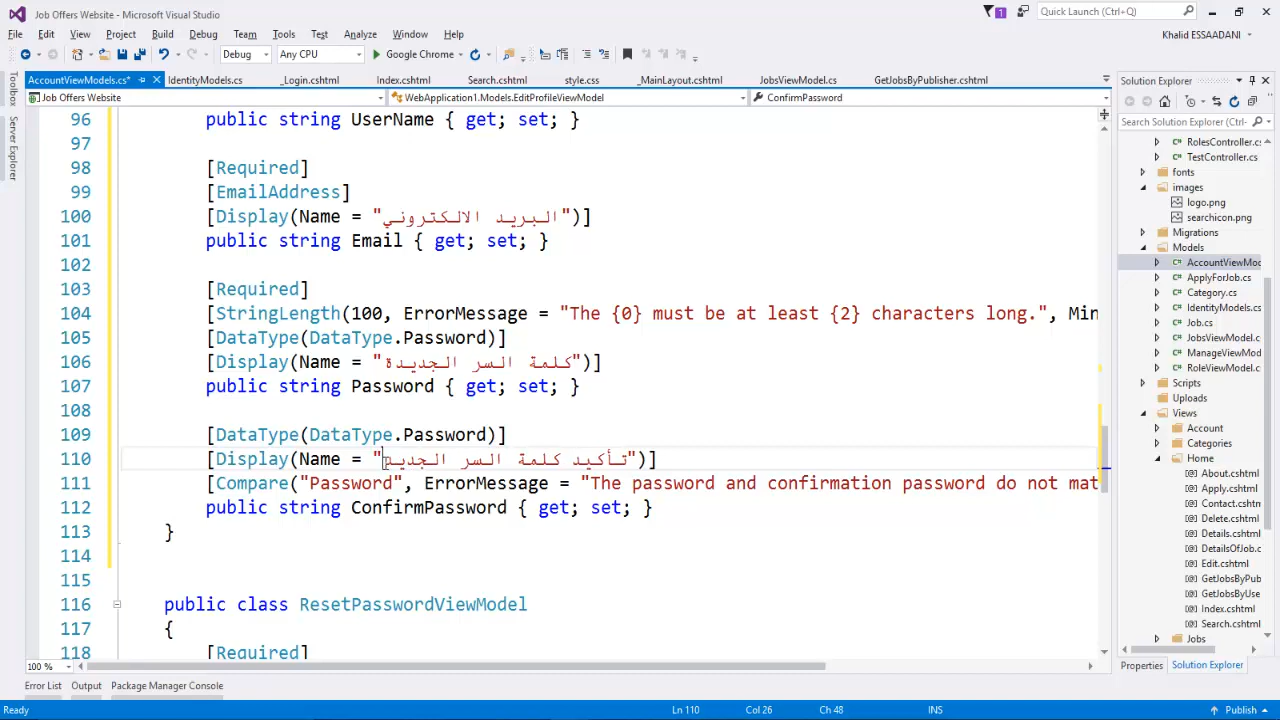 Job Offers Website - Microsoft Visual Studio
1
Quick Launch (Ctrl+Q)
File Edit View Project Build Debug Team Tools Test Analyze Window Help
Khalid ESSAADANI
Debug Any CPU Google Chrome
AccountViewModels.cs* IdentityModels.cs _Login.cshtml Index.cshtml Search.cshtml style.css _MainLayout.cshtml JobsViewModel.cs GetJobsByPublisher.cshtml
Job Offers Website WebApplication1.Models.EditProfileViewModel ConfirmPassword
Toolbox
Server Explorer
96 public string UserName { get; set; }
97
98 [Required]
99 [EmailAddress]
100 [Display(Name = "البريد الالكتروني")]
101 public string Email { get; set; }
102
103 [Required]
104 [StringLength(100, ErrorMessage = "The {0} must be at least {2} characters long.", Min
105 [DataType(DataType.Password)]
106 [Display(Name = "كلمة السر الجديدة")]
107 public string Password { get; set; }
108
109 [DataType(DataType.Password)]
110 [Display(Name = "تأكيد كلمة السر الجديد")]
111 [Compare("Password", ErrorMessage = "The password and confirmation password do not mat
112 public string ConfirmPassword { get; set; }
113 }
114
115
116 public class ResetPasswordViewModel
117 {
118 [Required]
100 %
Solution Explorer
Search Solution Explorer (Ctrl+
RolesController.cs
TestController.cs
fonts
images
logo.png
searchicon.png
Migrations
Models
AccountViewMod
ApplyForJob.cs
Category.cs
IdentityModels.cs
Job.cs
JobsViewModel.cs
ManageViewMod
RoleViewModel.cs
Scripts
Uploads
Views
Account
Categories
Home
About.cshtml
Apply.cshtml
Contact.cshtml
Delete.cshtml
Details.cshtml
DetailsOfJob.c
Edit.cshtml
GetJobsByPub
GetJobsByUse
Index.cshtml
Search.cshtml
Jobs
Properties Solution Explorer
Error List Output Package Manager Console
Ready Ln 110 Col 26 Ch 48 INS Publish